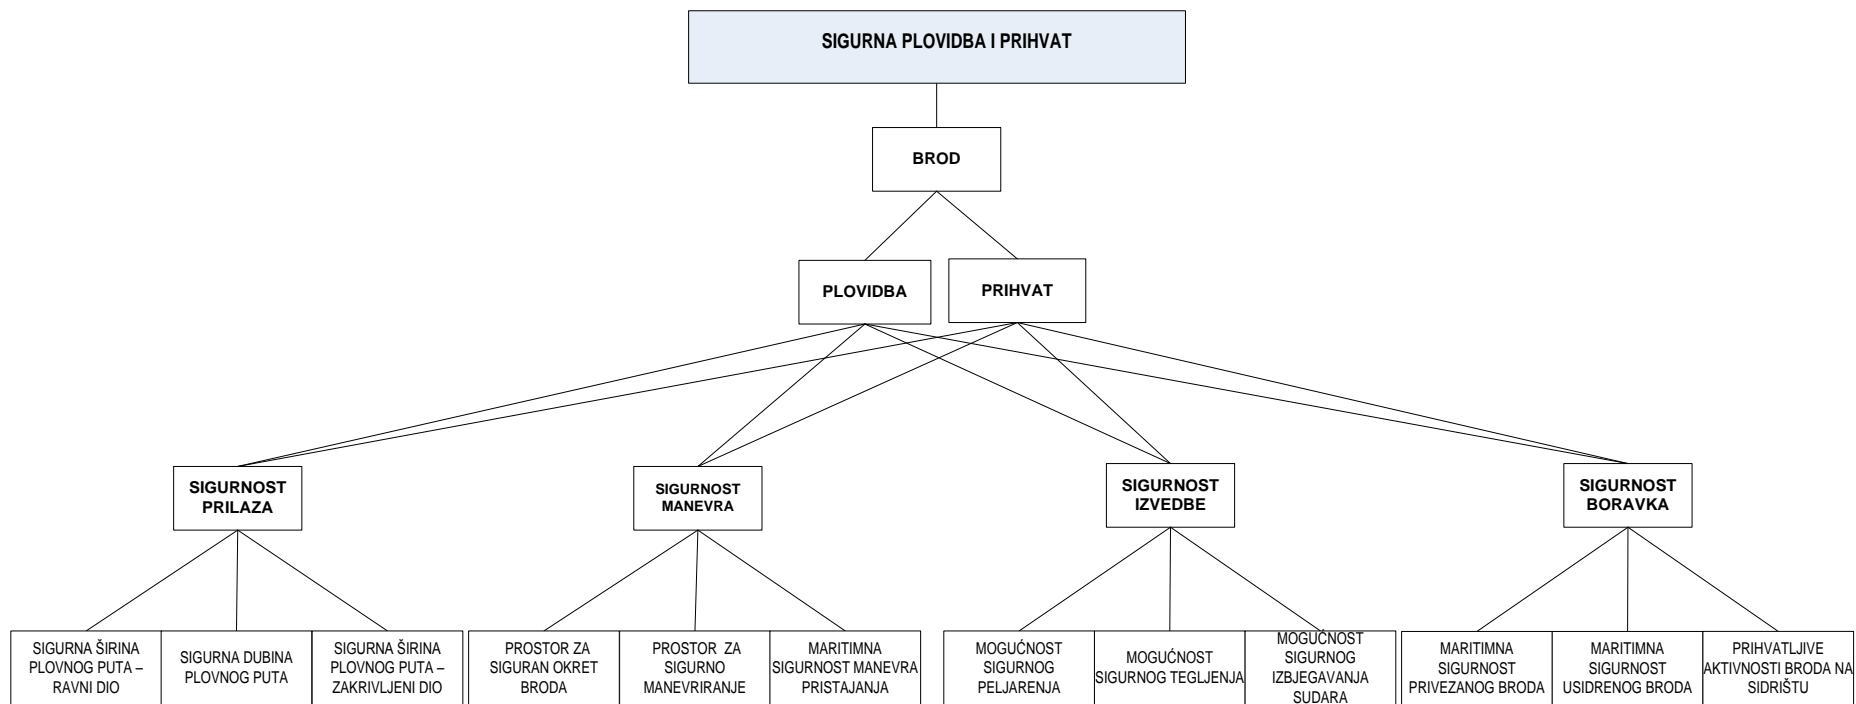 SIGURNA PLOVIDBA I PRIHVAT
BROD
PLOVIDBA
PRIHVAT
SIGURNOST
PRILAZA
SIGURNOST
MANEVRA
SIGURNOST
IZVEDBE
SIGURNOST
BORAVKA
SIGURNA ŠIRINA
PLOVNOG PUTA –
RAVNI DIO
SIGURNA DUBINA
PLOVNOG PUTA
SIGURNA ŠIRINA
PLOVNOG PUTA –
ZAKRIVLJENI DIO
PROSTOR ZA
SIGURAN OKRET
BRODA
PROSTOR ZA
SIGURNO
MANEVRIRANJE
MARITIMNA
SIGURNOST MANEVRA
PRISTAJANJA
MOGUĆNOST
SIGURNOG
PELJARENJA
MOGUĆNOST
SIGURNOG TEGLJENJA
MOGUĆNOST
SIGURNOG
IZBJEGAVANJA
SUDARA
MARITIMNA
SIGURNOST
PRIVEZANOG BRODA
MARITIMNA
SIGURNOST
USIDRENOG BRODA
PRIHVATLJIVE
AKTIVNOSTI BRODA NA
SIDRIŠTU